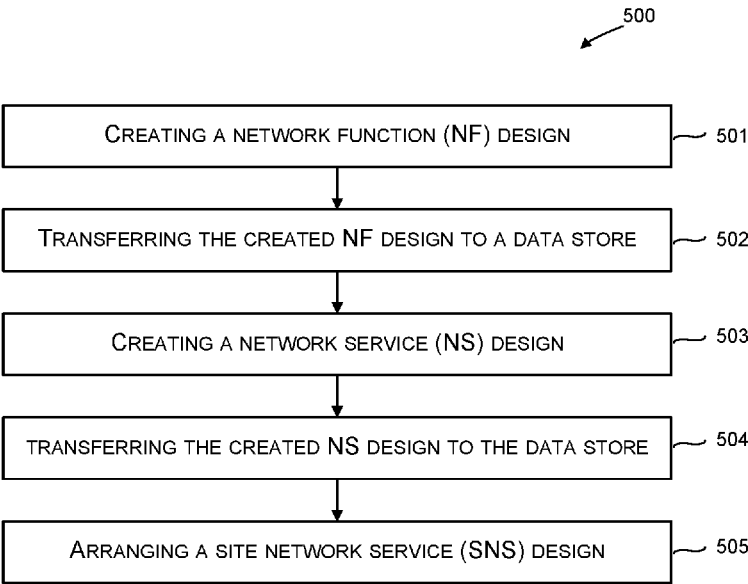 500
CREATING A NETWORK FUNCTION (NF) DESIGN
501
TRANSFERRING THE CREATED NF DESIGN TO A DATA STORE
502
CREATING A NETWORK SERVICE (NS) DESIGN
503
TRANSFERRING THE CREATED NS DESIGN TO THE DATA STORE
504
ARRANGING A SITE NETWORK SERVICE (SNS) DESIGN
505